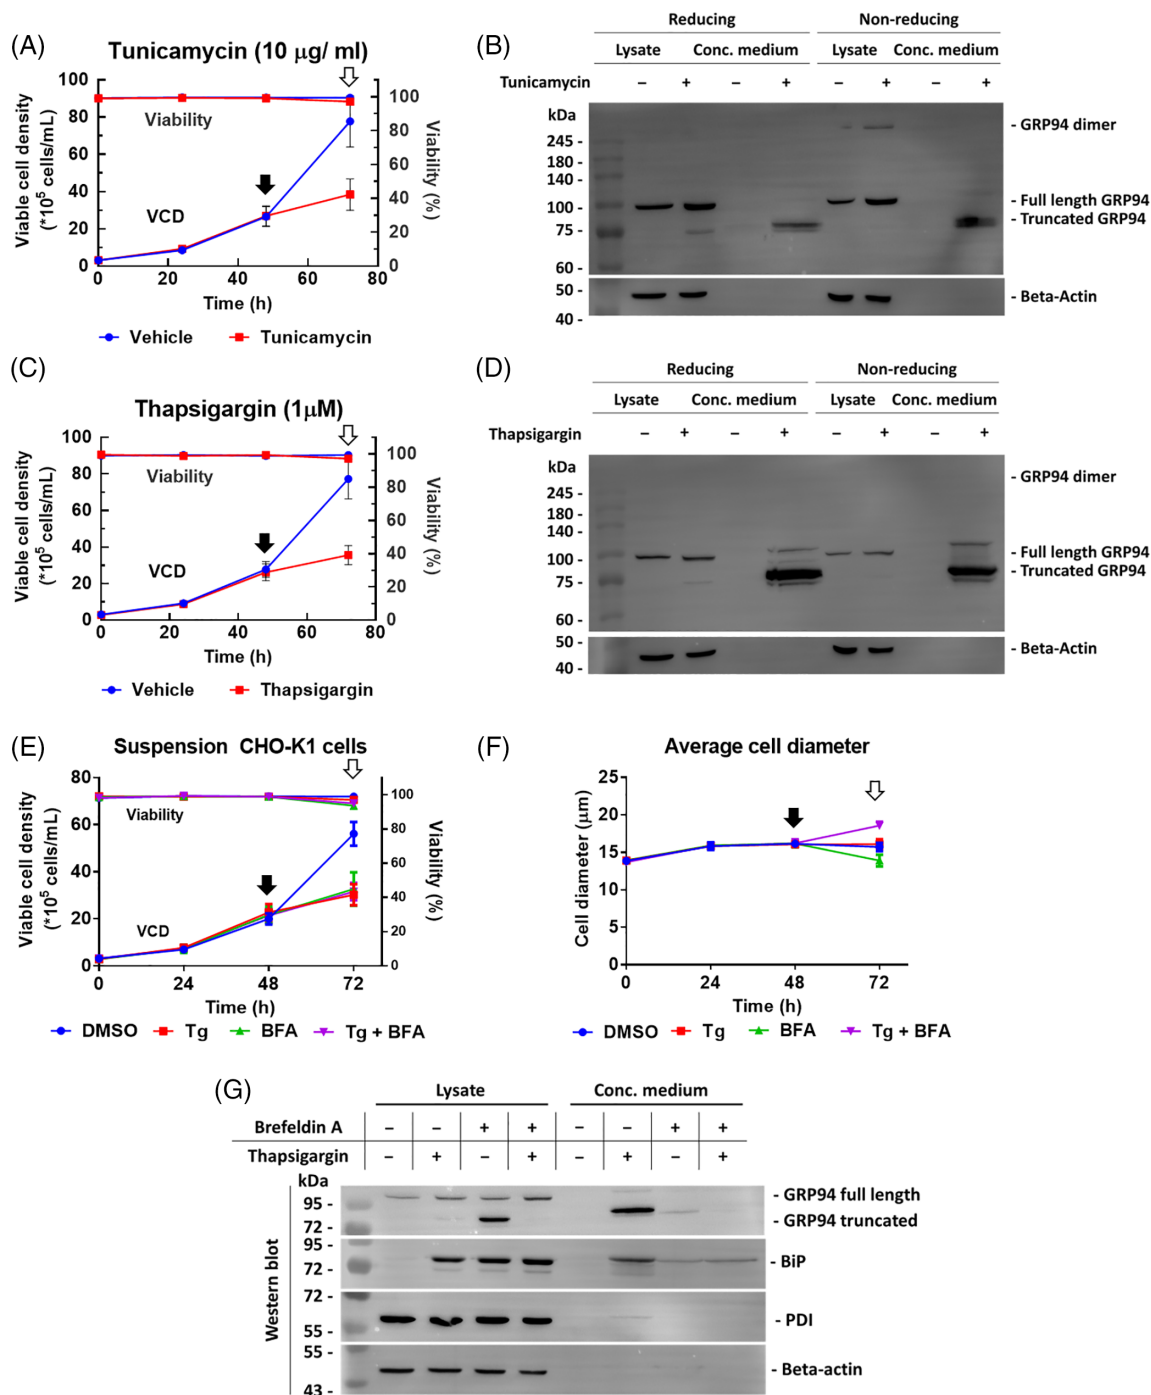 (A)
Tunicamycin (10 μg/ ml)
Viable cell density
(*10⁵ cells/mL)
100
80
60
40
20
0
Viability
VCD
100
80
60
40
20
0
Viability (%)
0 20 40 60 80
Time (h)
Vehicle Tunicamycin
(B)
Reducing Non-reducing
Lysate Conc. medium Lysate Conc. medium
Tunicamycin – + – + – + – +
kDa
245 -
180 -
140 -
100 -
75 -
60 -
50 -
40 -
- GRP94 dimer
- Full length GRP94
- Truncated GRP94
- Beta-Actin
(C)
Thapsigargin (1μM)
Viable cell density
(*10⁵ cells/mL)
100
80
60
40
20
0
Viability
VCD
100
80
60
40
20
0
Viability (%)
0 20 40 60 80
Time (h)
Vehicle Thapsigargin
(D)
Reducing Non-reducing
Lysate Conc. medium Lysate Conc. medium
Thapsigargin – + – + – + – +
kDa
245 -
180 -
140 -
100 -
75 -
60 -
50 -
40 -
- GRP94 dimer
- Full length GRP94
- Truncated GRP94
- Beta-Actin
(E)
Suspension CHO-K1 cells
Viable cell density
(*10⁵ cells/mL)
80
60
40
20
0
Viability
VCD
100
80
60
40
20
0
Viability (%)
0 24 48 72
Time (h)
DMSO Tg BFA Tg + BFA
(F)
Average cell diameter
Cell diameter (μm)
25
20
15
10
5
0
0 24 48 72
Time (h)
DMSO Tg BFA Tg + BFA
(G)
Lysate Conc. medium
Brefeldin A – – + + – – + +
Thapsigargin – + – + – + – +
kDa
Western blot
95 -
72 -
95 -
72 -
72 -
55 -
55 -
43 -
- GRP94 full length
- GRP94 truncated
- BiP
- PDI
- Beta-actin